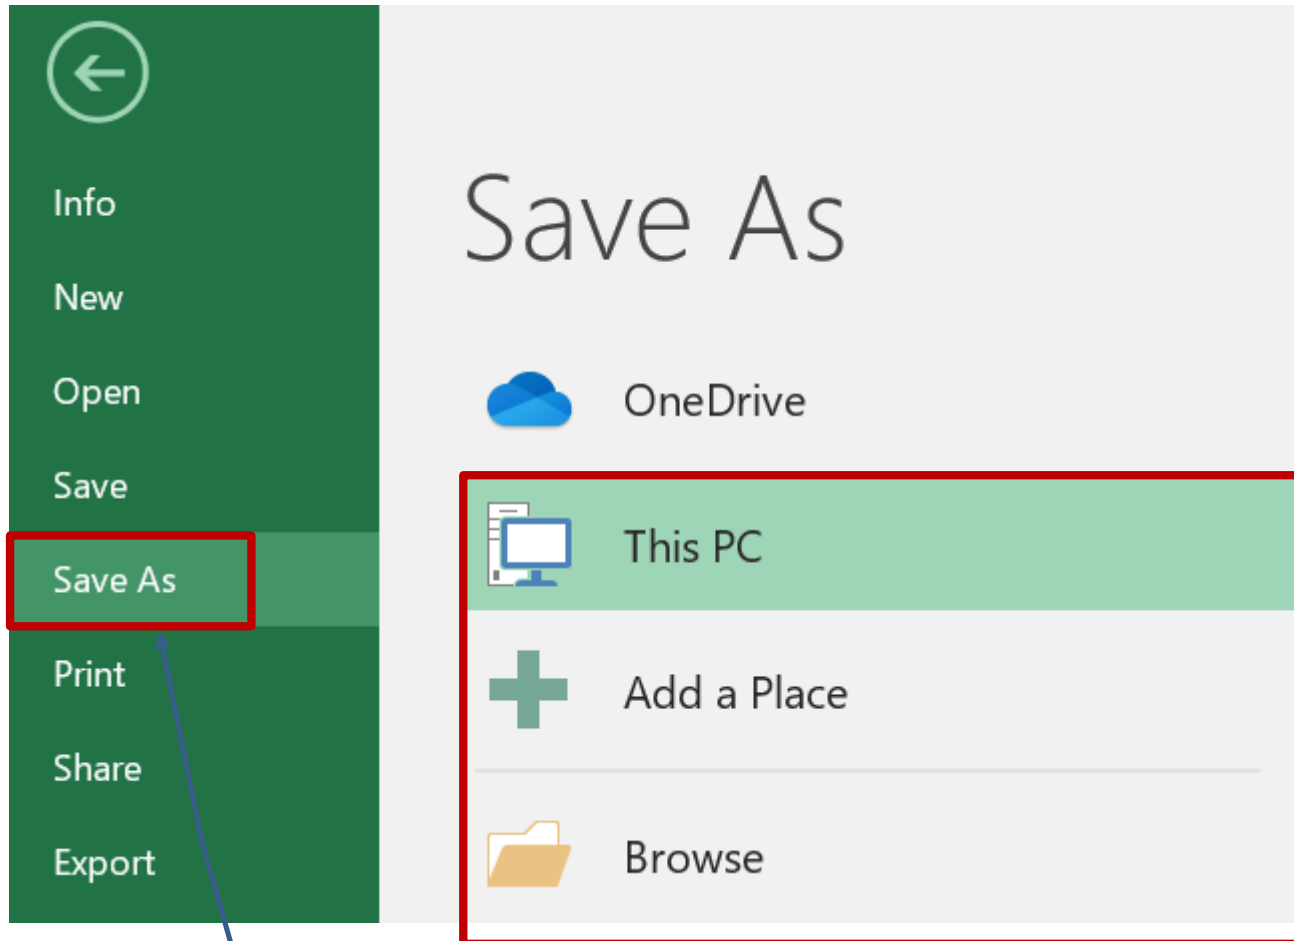 Info
New
Open
Save
Save As
Print
Share
Export
Save As
OneDrive
This PC
Add a Place
Browse